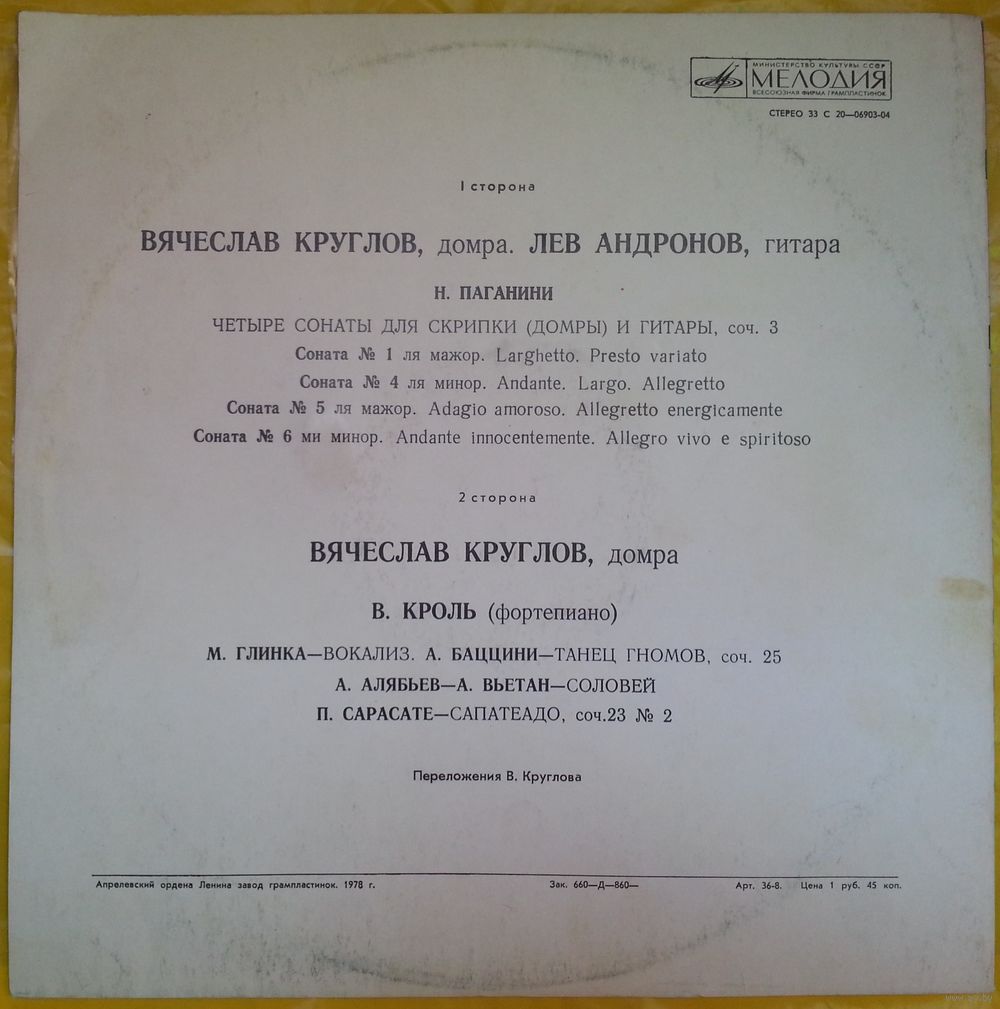 МИНИСТЕРСТВО КУЛЬТУРЫ СССР
МЕЛОДИЯ
ВСЕСОЮЗНАЯ ФИРМА ГРАМПЛАСТИНОК
СТЕРЕО 33 С 20—06903-04
1 сторона
ВЯЧЕСЛАВ КРУГЛОВ, домра. ЛЕВ АНДРОНОВ, гитара
Н. ПАГАНИНИ
ЧЕТЫРЕ СОНАТЫ ДЛЯ СКРИПКИ (ДОМРЫ) И ГИТАРЫ, соч. 3
Соната № 1 ля мажор. Larghetto. Presto variato
Соната № 4 ля минор. Andante. Largo. Allegretto
Соната № 5 ля мажор. Adagio amoroso. Allegretto energicamente
Соната № 6 ми минор. Andante innocentemente. Allegro vivo e spiritoso
2 сторона
ВЯЧЕСЛАВ КРУГЛОВ, домра
В. КРОЛЬ (фортепиано)
М. ГЛИНКА—ВОКАЛИЗ. А. БАЦЦИНИ—ТАНЕЦ ГНОМОВ, соч. 25
А. АЛЯБЬЕВ—А. ВЬЕТАН—СОЛОВЕЙ
П. САРАСАТЕ—САПАТЕАДО, соч.23 № 2
Переложения В. Круглова
Апрелевский ордена Ленина завод грампластинок. 1978 г. Зак. 660—Д—860— Арт. 36-8. Цена 1 руб. 45 коп.
www.ay.by